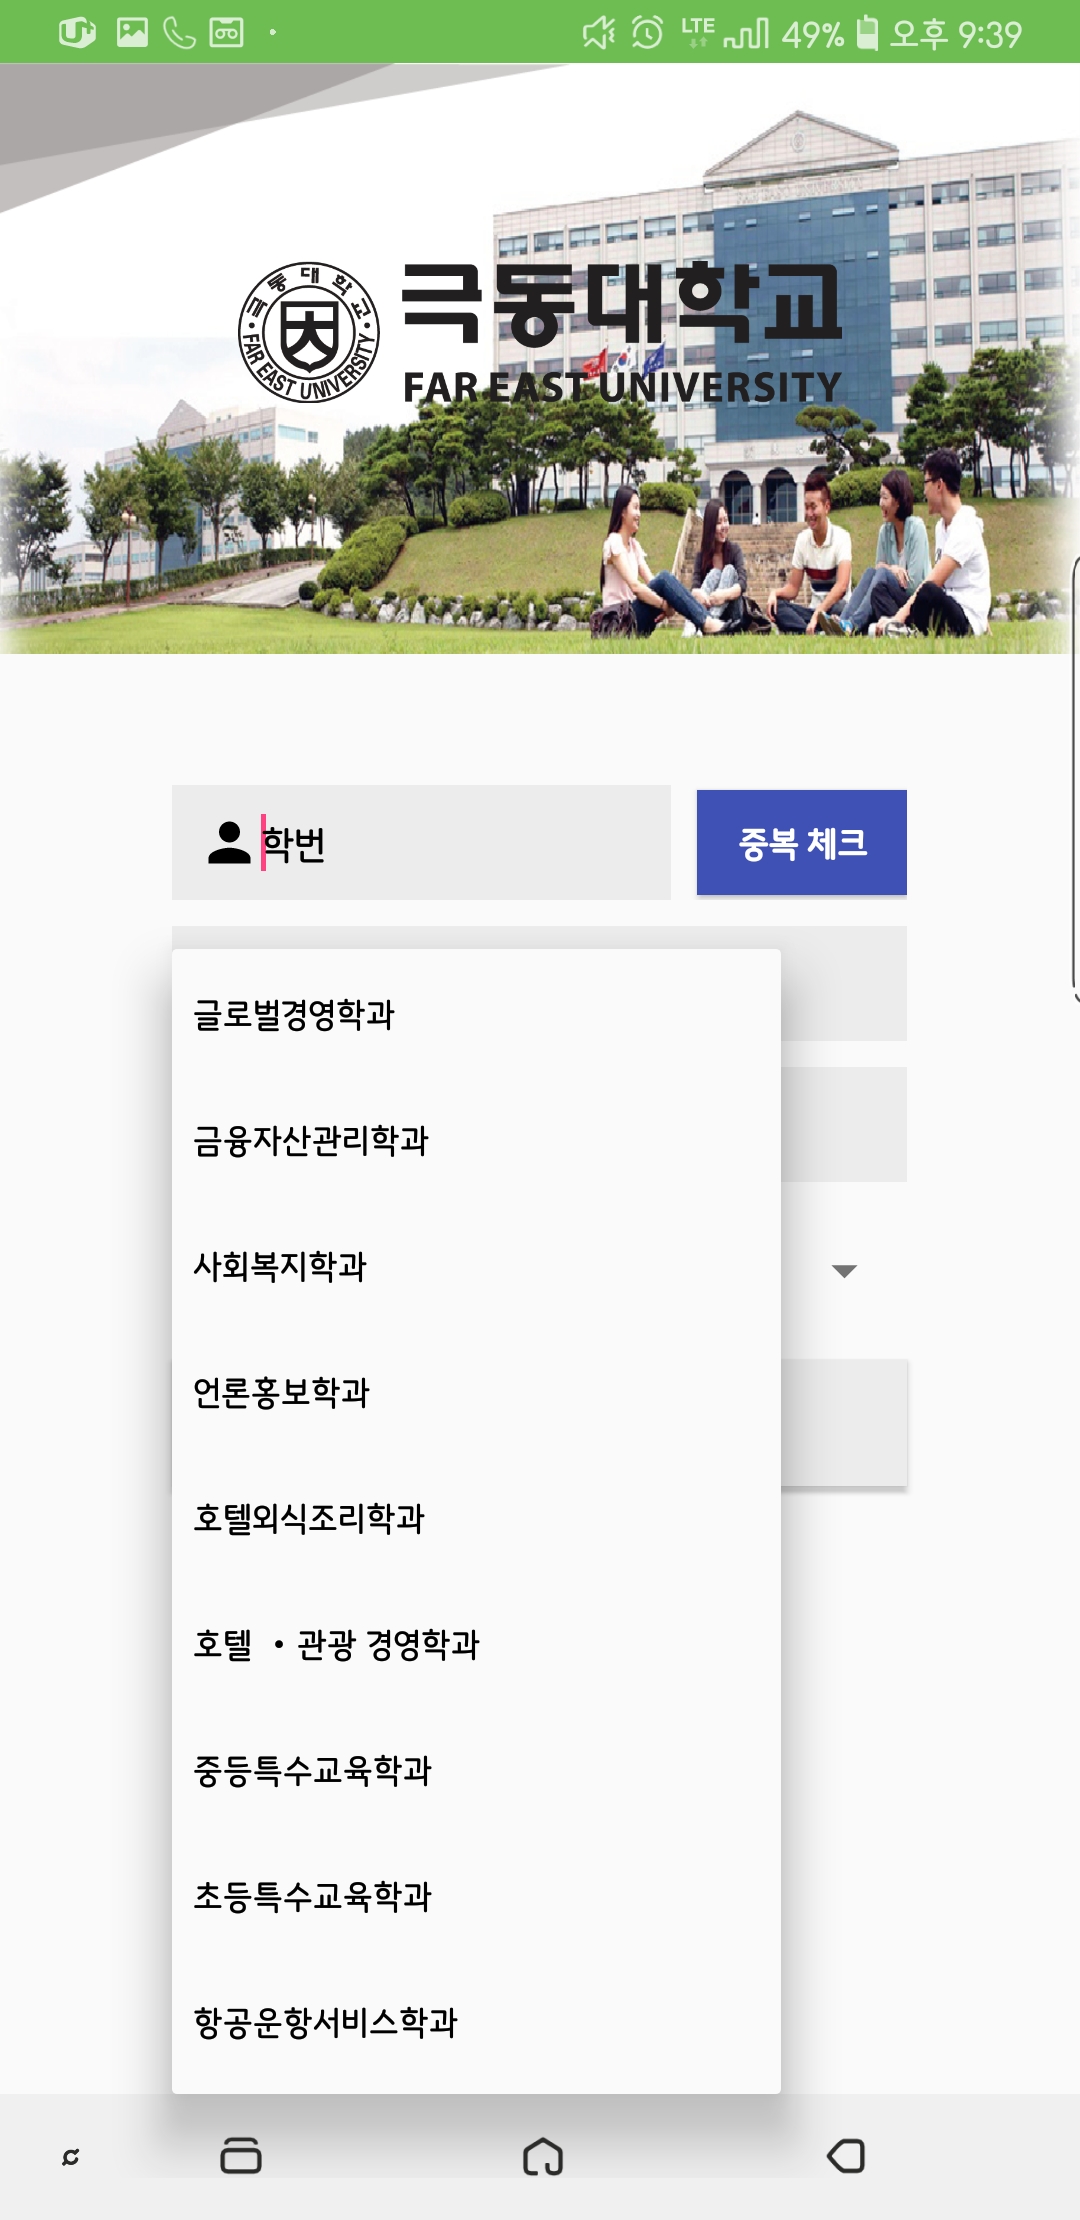 LTE 49% 오후 9:39
극동대학교
FAR EAST UNIVERSITY
극동대학교
FAR EAST UNIVERSITY
학번
중복 체크
글로벌경영학과
금융자산관리학과
사회복지학과
언론홍보학과
호텔외식조리학과
호텔 • 관광 경영학과
중등특수교육학과
초등특수교육학과
항공운항서비스학과